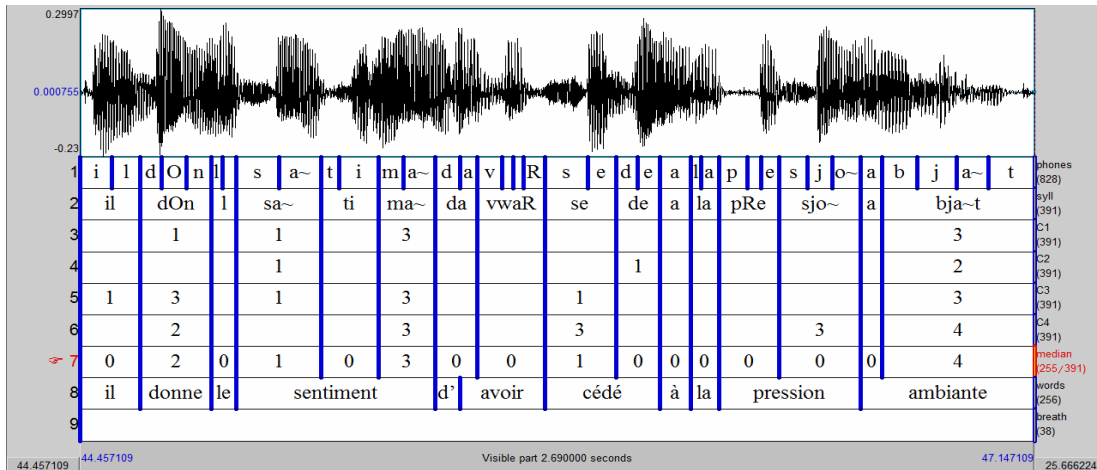 0.2997
0.000755
-0.23
1 i l d O n l s a~ t i m a~ d a v R s e d e a l a p e s j o~ a b j a~ t phones (828)
2 il dOn l sa~ ti ma~ da vwaR se de a la pRe sjo~ a bja~t syll (391)
3 1 1 3 3 C1 (391)
4 1 1 2 C2 (391)
5 1 3 1 3 1 3 C3 (391)
6 2 3 3 3 4 C4 (391)
☞ 7 0 2 0 1 0 3 0 0 1 0 0 0 0 0 0 4 median (255/391)
8 il donne le sentiment d' avoir cédé à la pression ambiante words (256)
9 breath (38)
44.457109 44.457109 Visible part 2.690000 seconds 47.147109 25.666224